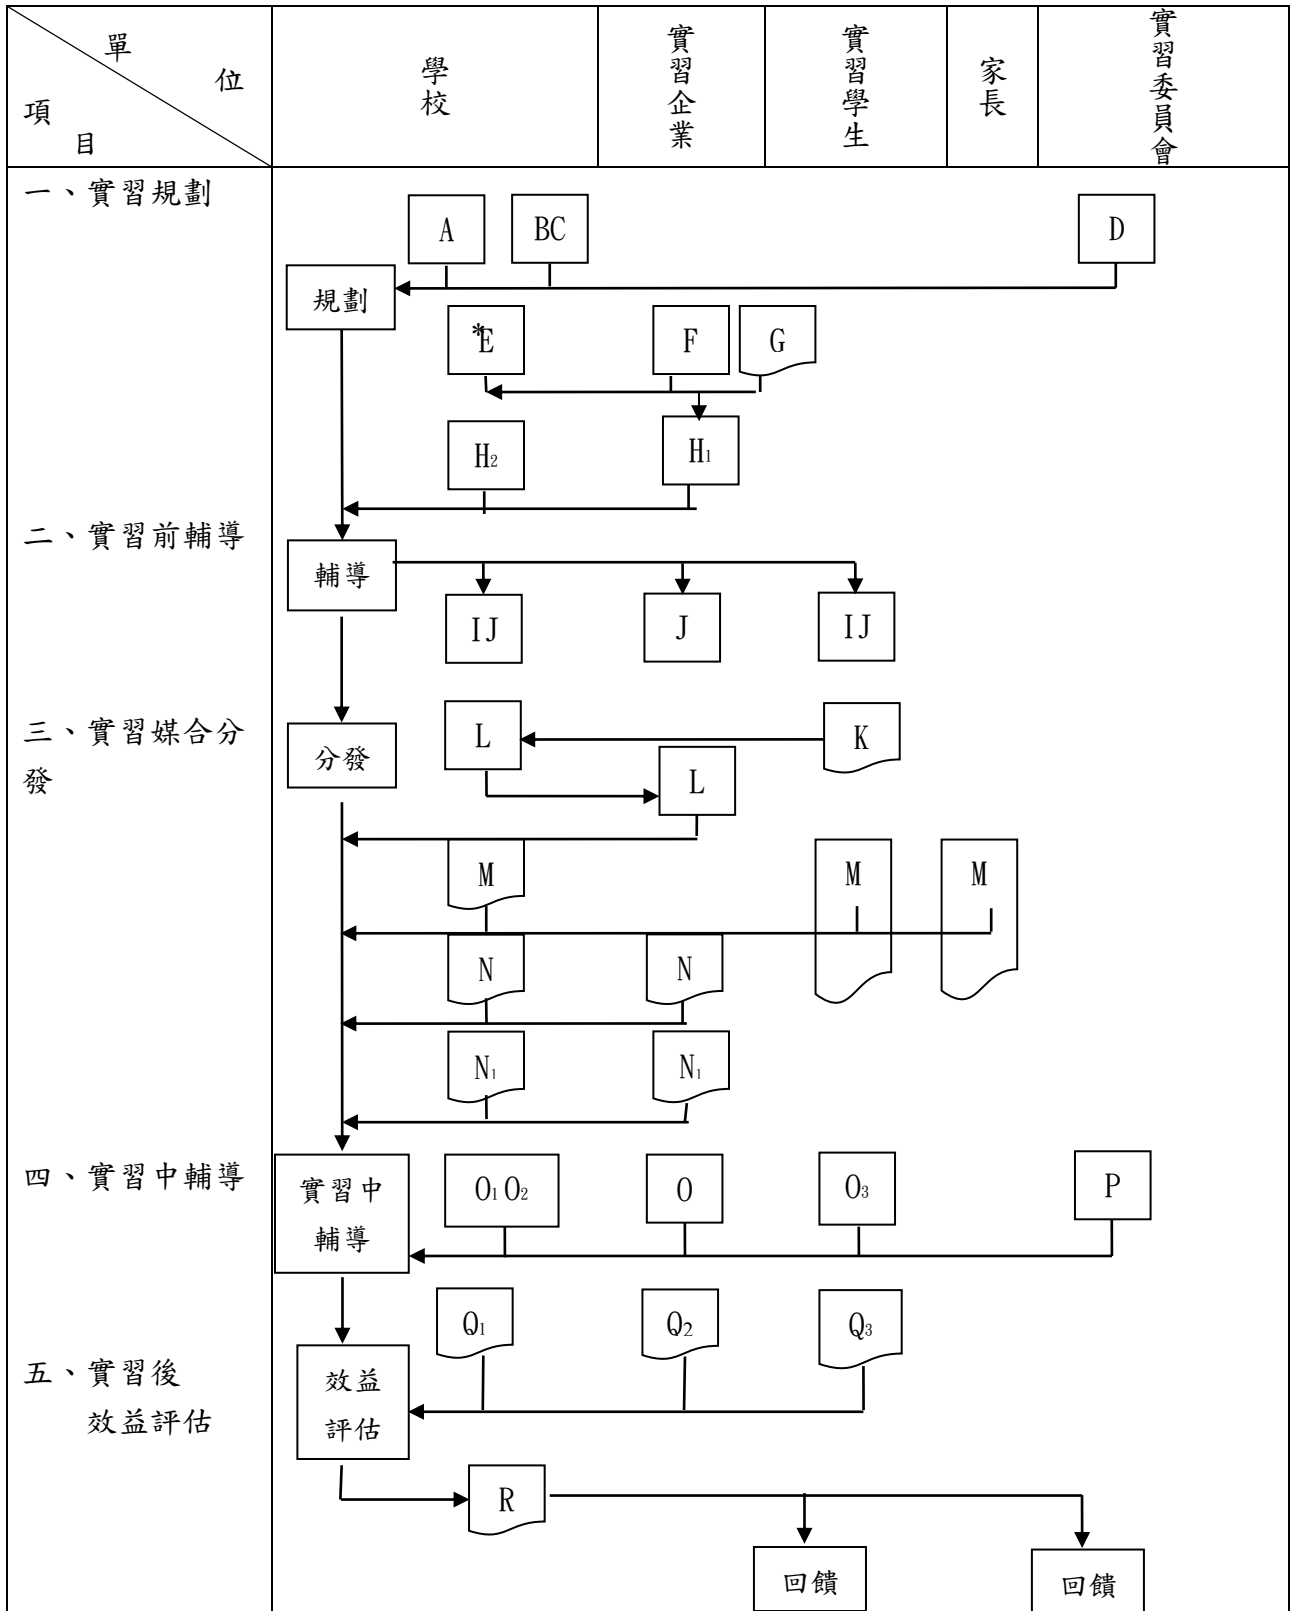 單
位
項
目
學校
實習企業
實習學生
家長
實習委員會
一、實習規劃
A
BC
D
規劃
*E
F
G
H₂
H₁
二、實習前輔導
輔導
IJ
J
IJ
三、實習媒合分
發
分發
L
K
L
M
M
M
N
N
N₁
N₁
四、實習中輔導
實習中
輔導
O₁ O₂
O
O₃
P
Q₁
Q₂
Q₃
五、實習後
效益評估
效益
評估
R
回饋
回饋